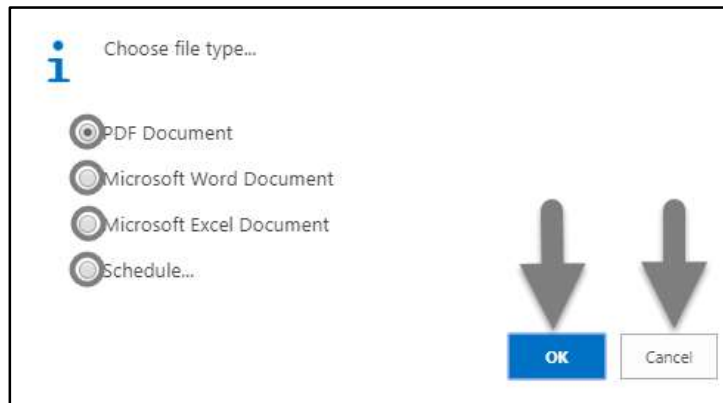 Choose file type...
PDF Document
Microsoft Word Document
Microsoft Excel Document
Schedule...
OK
Cancel